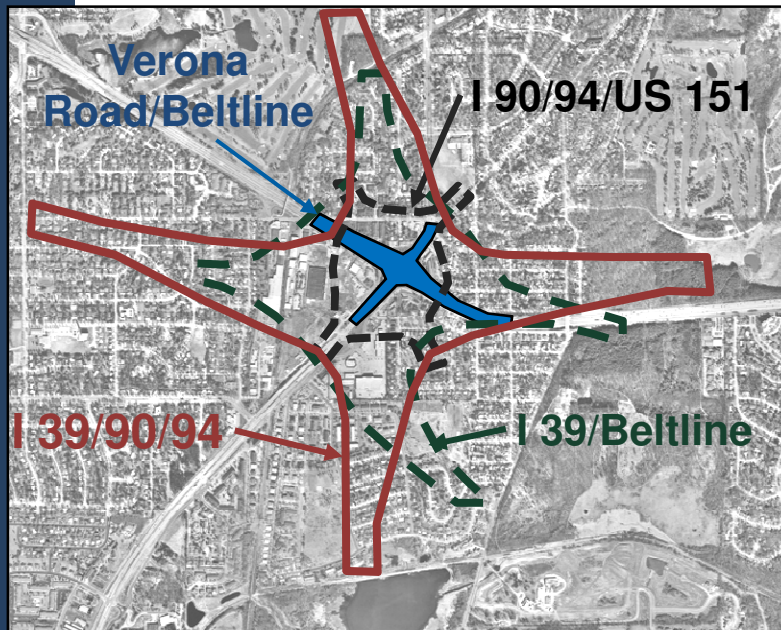 Verona
Road/Beltline
I 90/94/US 151
I 39/90/94
I 39/Beltline